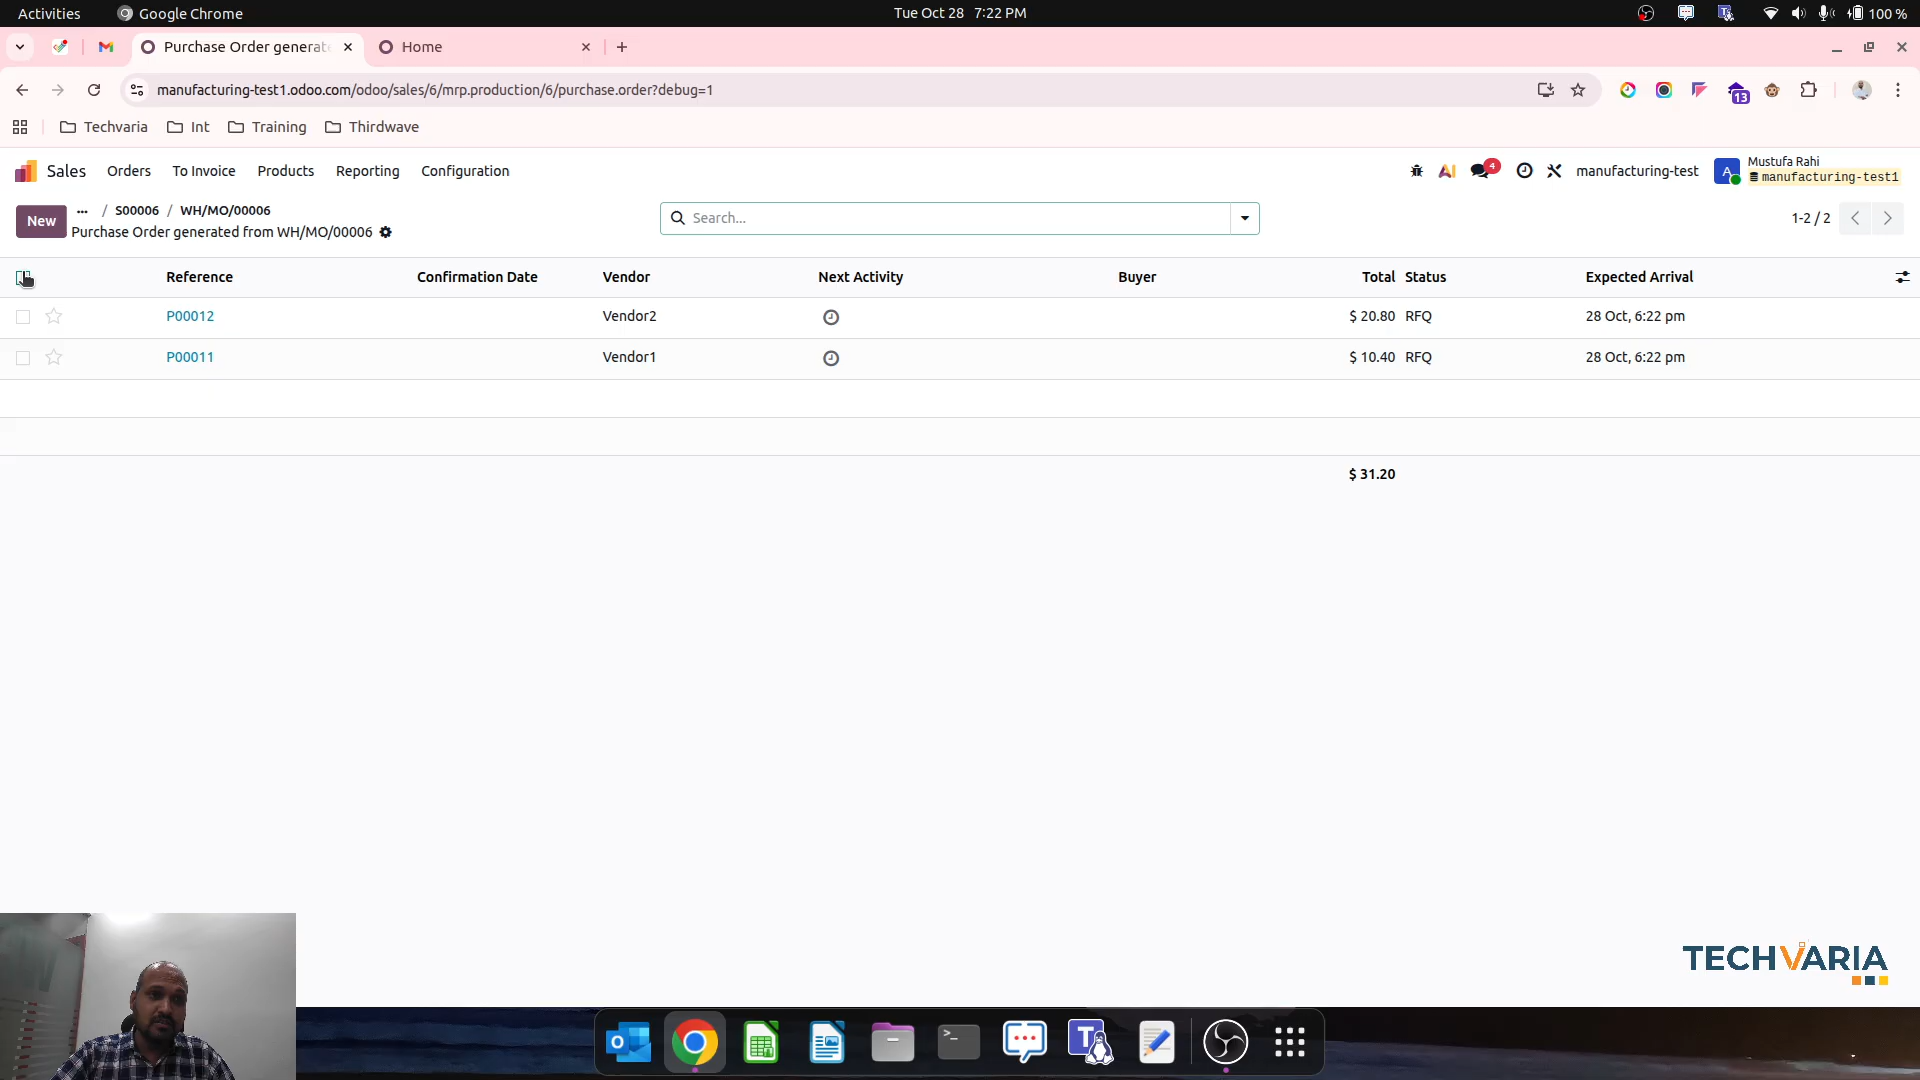 Activities Google Chrome Tue Oct 28 7:22 PM 100 %
Purchase Order generate Home
manufacturing-test1.odoo.com/odoo/sales/6/mrp.production/6/purchase.order?debug=1 13
Techvaria Int Training Thirdwave
Sales Orders To Invoice Products Reporting Configuration AI 4 manufacturing-test A Mustufa Rahi
manufacturing-test1
New ... / S00006 / WH/MO/00006
Purchase Order generated from WH/MO/00006
Search... 1-2 / 2
Reference Confirmation Date Vendor Next Activity Buyer Total Status Expected Arrival
P00012 Vendor2 $ 20.80 RFQ 28 Oct, 6:22 pm
P00011 Vendor1 $ 10.40 RFQ 28 Oct, 6:22 pm
$ 31.20
TECHVARIA